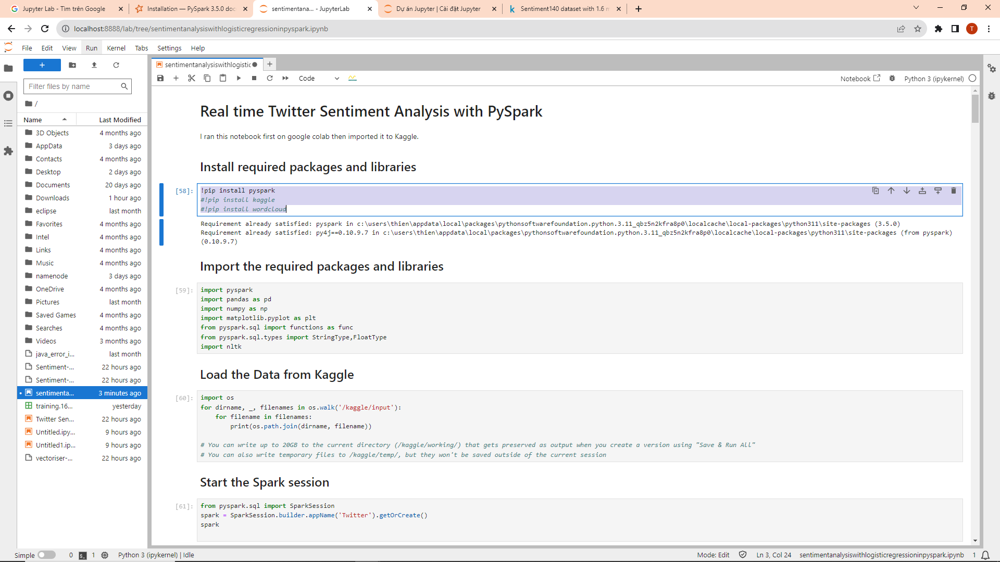 Jupyter Lab - Tìm trên Google
Installation — PySpark 3.5.0 doc
sentimentana... - JupyterLab
Dự án Jupyter | Cài đặt Jupyter
Sentiment140 dataset with 1.6 m
localhost:8888/lab/tree/sentimentanalysiswithlogisticregressioninpyspark.ipynb
T
File Edit View Run Kernel Tabs Settings Help
Filter files by name
/
Name Last Modified
3D Objects 4 months ago
AppData 3 days ago
Contacts 4 months ago
Desktop 2 days ago
Documents 20 days ago
Downloads 1 hour ago
eclipse last month
Favorites 4 months ago
Intel 4 months ago
Links 4 months ago
Music 4 months ago
namenode 3 days ago
OneDrive 4 months ago
Pictures last month
Saved Games 4 months ago
Searches 4 months ago
Videos 3 months ago
java_error_i... last month
Sentiment-... 22 hours ago
Sentiment-... 22 hours ago
sentimenta... 3 minutes ago
training.16... yesterday
Twitter Sen... 22 hours ago
Untitled.ipy... 9 hours ago
Untitled1.ip... 9 hours ago
vectoriser-... 22 hours ago
sentimentanalysiswithlogistic
Code
Notebook
Python 3 (ipykernel)
Real time Twitter Sentiment Analysis with PySpark
I ran this notebook first on google colab then imported it to Kaggle.
Install required packages and libraries
[58]:
!pip install pyspark
#!pip install kaggle
#!pip install wordcloud
Requirement already satisfied: pyspark in c:\users\thien\appdata\local\packages\pythonsoftwarefoundation.python.3.11_qbz5n2kfra8p0\localcache\local-packages\python311\site-packages (3.5.0)
Requirement already satisfied: py4j==0.10.9.7 in c:\users\thien\appdata\local\packages\pythonsoftwarefoundation.python.3.11_qbz5n2kfra8p0\localcache\local-packages\python311\site-packages (from pyspark)
(0.10.9.7)
Import the required packages and libraries
[59]:
import pyspark
import pandas as pd
import numpy as np
import matplotlib.pyplot as plt
from pyspark.sql import functions as func
from pyspark.sql.types import StringType,FloatType
import nltk
Load the Data from Kaggle
[60]:
import os
for dirname, _, filenames in os.walk('/kaggle/input'):
    for filename in filenames:
        print(os.path.join(dirname, filename))
# You can write up to 20GB to the current directory (/kaggle/working/) that gets preserved as output when you create a version using "Save & Run All"
# You can also write temporary files to /kaggle/temp/, but they won't be saved outside of the current session
Start the Spark session
[61]:
from pyspark.sql import SparkSession
spark = SparkSession.builder.appName('Twitter').getOrCreate()
spark
Simple 0 1 Python 3 (ipykernel) | Idle
Mode: Edit Ln 3, Col 24 sentimentanalysiswithlogisticregressioninpyspark.ipynb 1